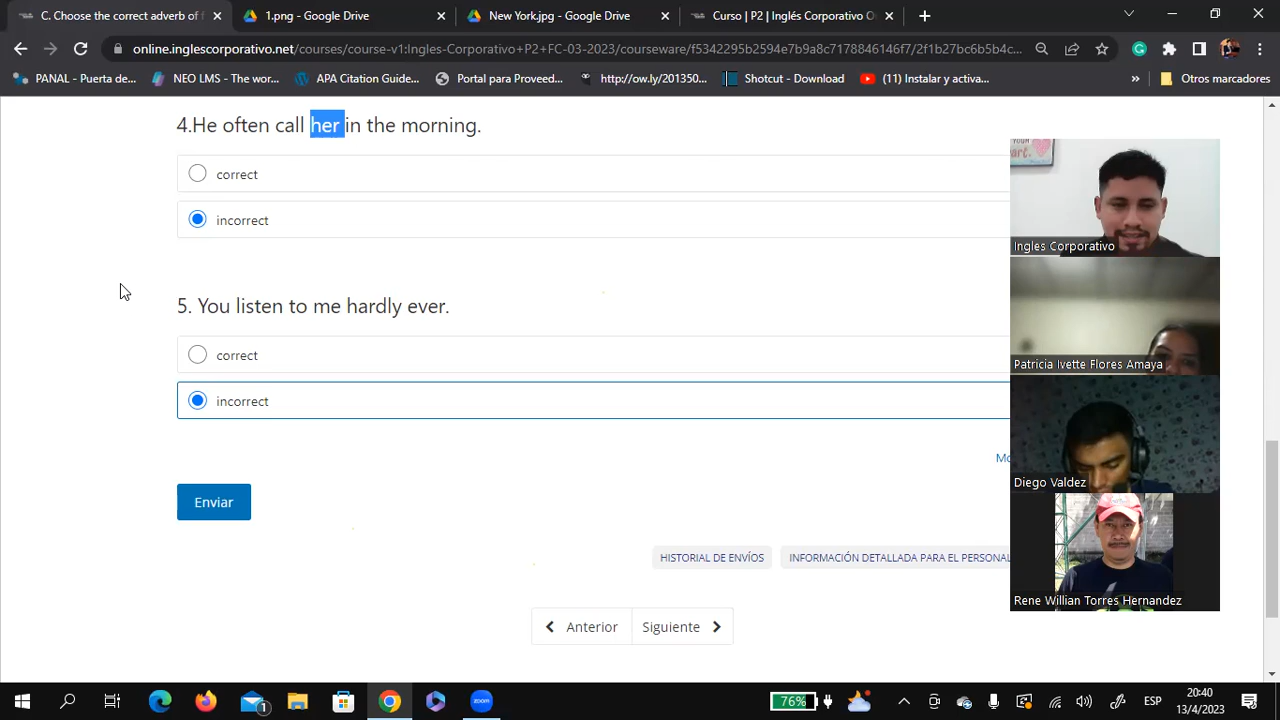 C. Choose the correct adverb of f
1.png - Google Drive
New York.jpg - Google Drive
Curso | P2 | Inglés Corporativo O
online.inglescorporativo.net/courses/course-v1:Ingles-Corporativo+P2+FC-03-2023/courseware/f5342295b2594e7b9a8c7178846146f7/2f1b27bc6b5b4c...
PANAL - Puerta de...
NEO LMS - The wor...
APA Citation Guide...
Portal para Proveed...
http://ow.ly/201350...
Shotcut - Download
(11) Instalar y activa...
»
Otros marcadores
4.He often call her in the morning.
correct
incorrect
5. You listen to me hardly ever.
correct
incorrect
Mo
Enviar
HISTORIAL DE ENVÍOS
INFORMACIÓN DETALLADA PARA EL PERSONAL
Anterior
Siguiente
Ingles Corporativo
Patricia Ivette Flores Amaya
Diego Valdez
Rene Willian Torres Hernandez
1
76%
ESP
20:40
13/4/2023